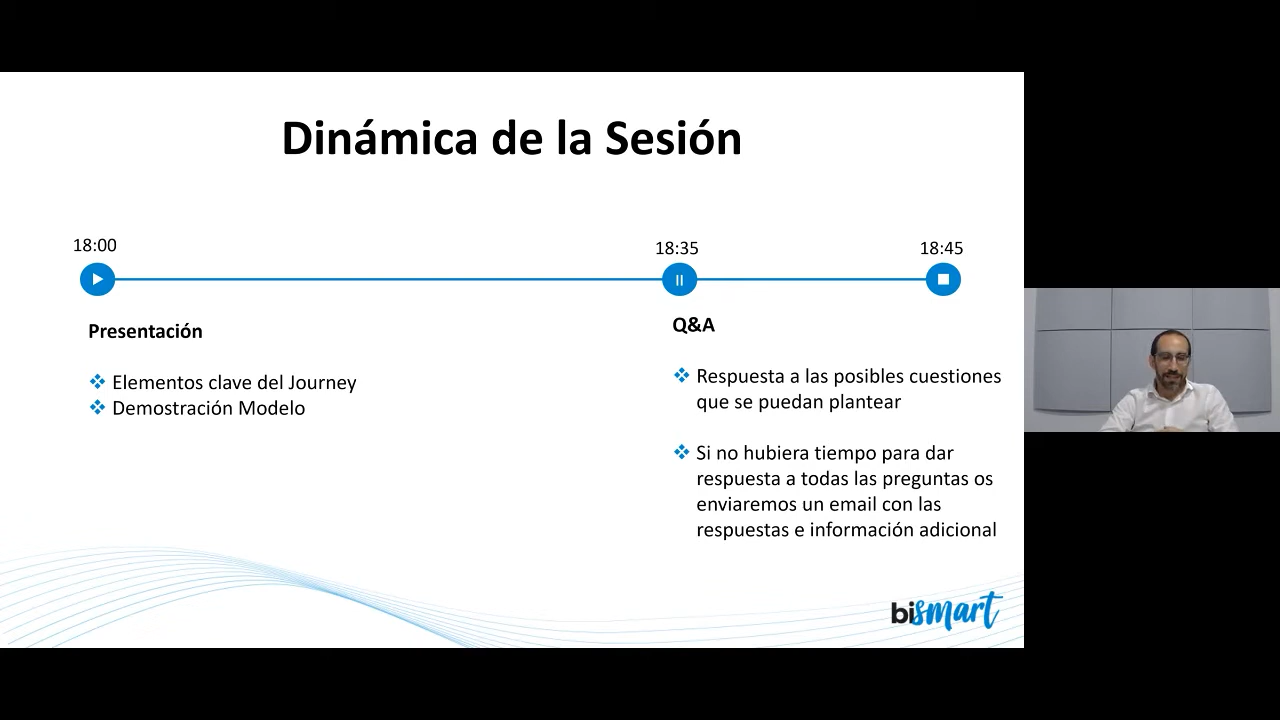 Dinámica de la Sesión
18:00
18:35
18:45
Presentación
Elementos clave del Journey
Demostración Modelo
Q&A
Respuesta a las posibles cuestiones
que se puedan plantear
Si no hubiera tiempo para dar
respuesta a todas las preguntas os
enviaremos un email con las
respuestas e información adicional
bismart